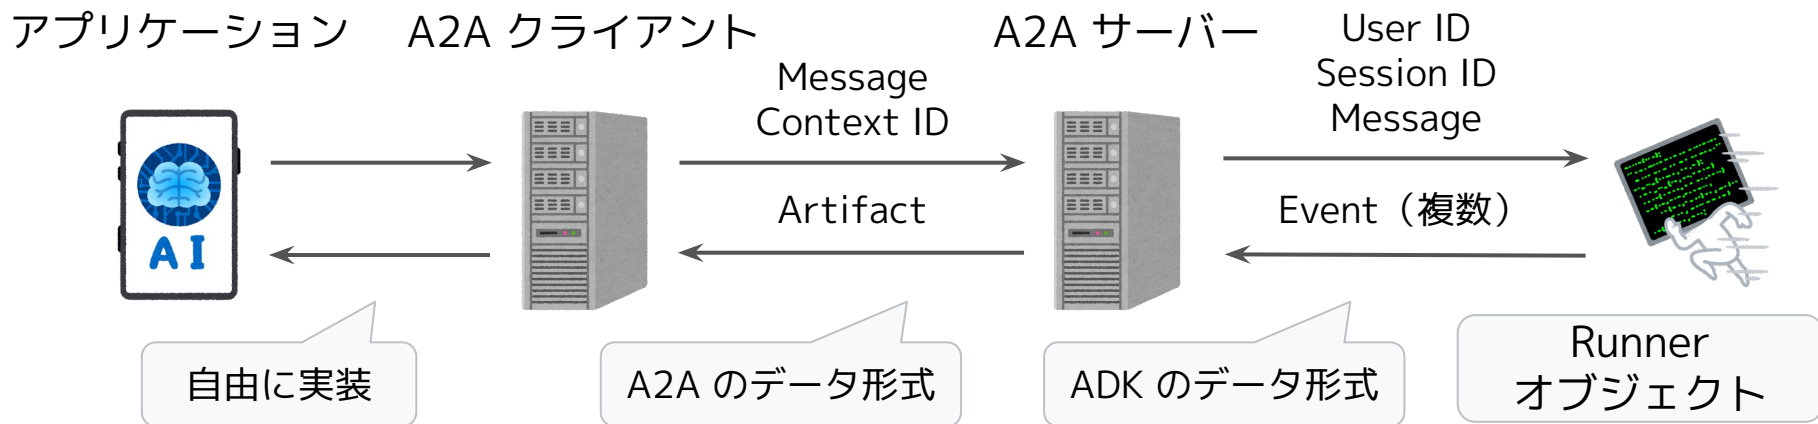 アプリケーション
A2A クライアント
A2A サーバー
User ID
Session ID
Message
Message
Context ID
Artifact
Event（複数）
AI
自由に実装
A2A のデータ形式
ADK のデータ形式
Runner
オブジェクト